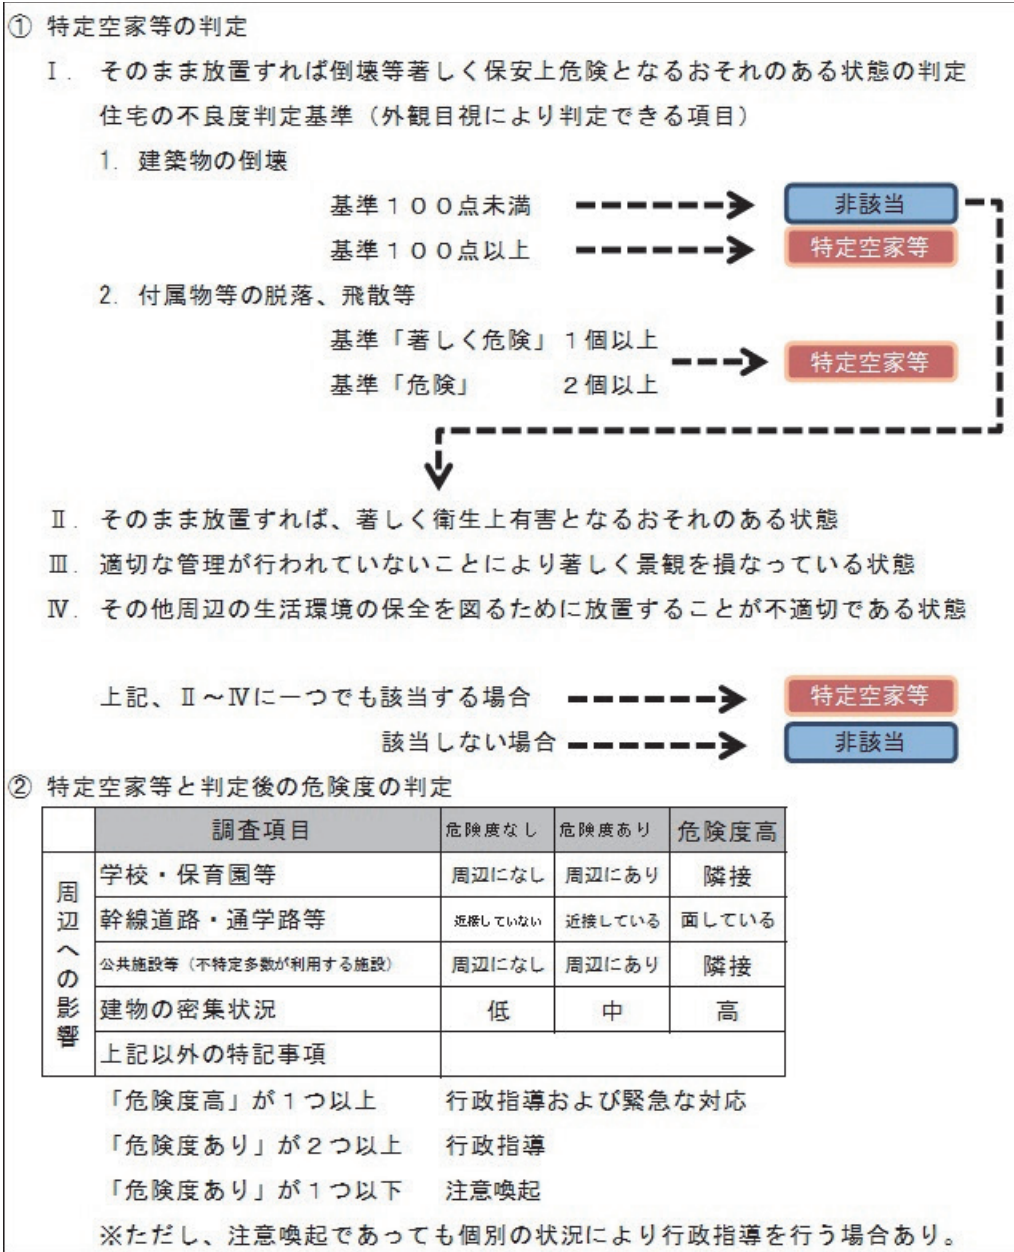 ① 特定空家等の判定
Ⅰ. そのまま放置すれば倒壊等著しく保安上危険となるおそれのある状態の判定
住宅の不良度判定基準（外観目視により判定できる項目）
1. 建築物の倒壊
基準１００点未満 非該当
基準１００点以上 特定空家等
2. 付属物等の脱落、飛散等
基準「著しく危険」１個以上
特定空家等
基準「危険」 ２個以上
Ⅱ. そのまま放置すれば、著しく衛生上有害となるおそれのある状態
Ⅲ. 適切な管理が行われていないことにより著しく景観を損なっている状態
Ⅳ. その他周辺の生活環境の保全を図るために放置することが不適切である状態
上記、Ⅱ～Ⅳに一つでも該当する場合 特定空家等
該当しない場合 非該当
② 特定空家等と判定後の危険度の判定
調査項目 危険度なし 危険度あり 危険度高
周辺への影響
学校・保育園等 周辺になし 周辺にあり 隣接
幹線道路・通学路等 近接していない 近接している 面している
公共施設等（不特定多数が利用する施設） 周辺になし 周辺にあり 隣接
建物の密集状況 低 中 高
上記以外の特記事項
「危険度高」が１つ以上 行政指導および緊急な対応
「危険度あり」が２つ以上 行政指導
「危険度あり」が１つ以下 注意喚起
※ただし、注意喚起であっても個別の状況により行政指導を行う場合あり。